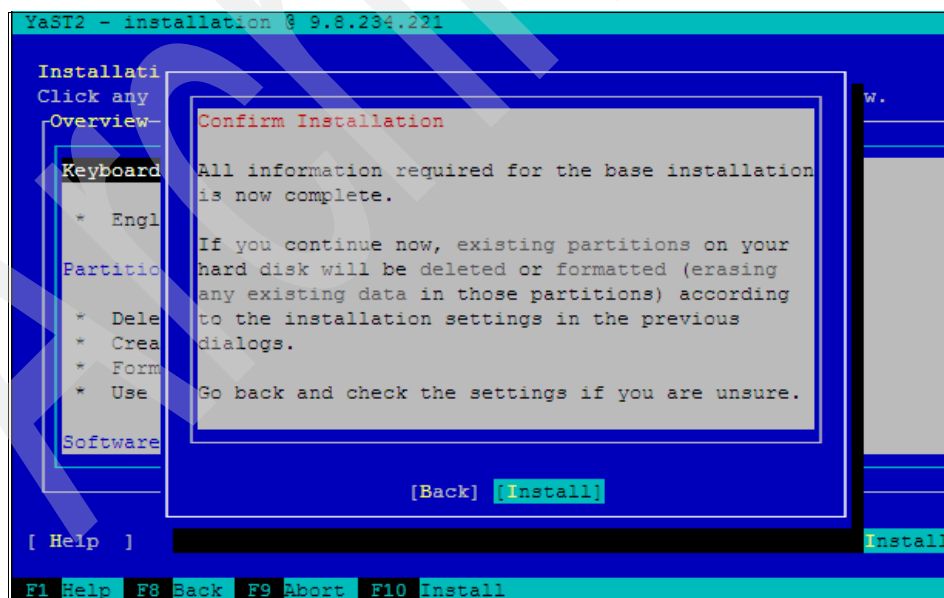 YaST2 - installation @ 9.8.234.221
Installati
Click any w.
Overview
Confirm Installation
Keyboard All information required for the base installation
is now complete.
* Engl
If you continue now, existing partitions on your
Partitio hard disk will be deleted or formatted (erasing
any existing data in those partitions) according
* Dele to the installation settings in the previous
* Crea dialogs.
* Form
* Use Go back and check the settings if you are unsure.
Software
[Back] [Install]
[ Help ] Install
F1 Help F8 Back F9 Abort F10 Install